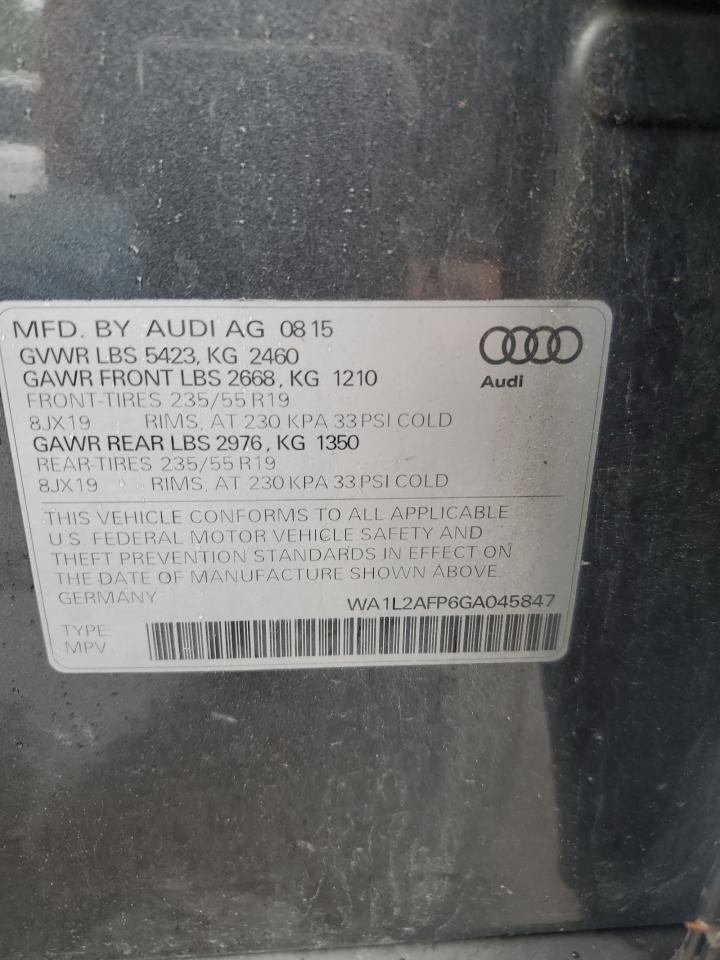 MFD. BY AUDI AG 08 15
GVWR LBS 5423, KG 2460
GAWR FRONT LBS 2668, KG 1210
FRONT-TIRES 235/55 R19
8JX19 RIMS, AT 230 KPA 33 PSI COLD
GAWR REAR LBS 2976, KG 1350
REAR-TIRES 235/55 R19
8JX19 RIMS, AT 230 KPA 33 PSI COLD
Audi
THIS VEHICLE CONFORMS TO ALL APPLICABLE
U.S. FEDERAL MOTOR VEHICLE SAFETY AND
THEFT PREVENTION STANDARDS IN EFFECT ON
THE DATE OF MANUFACTURE SHOWN ABOVE.
GERMANY WA1L2AFP6GA045847
TYPE:
MPV